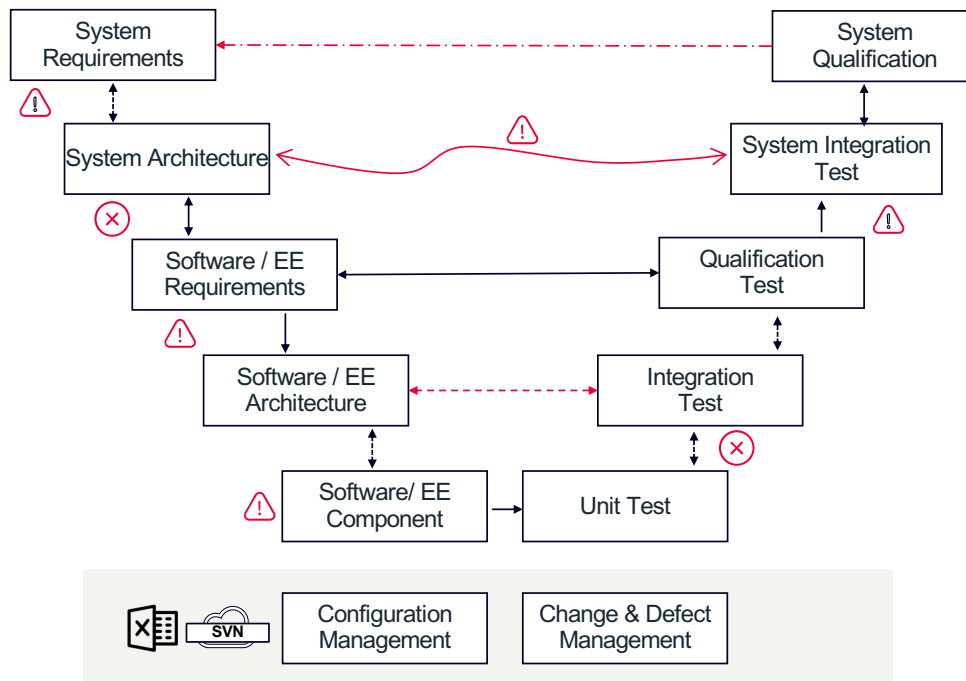 System
Requirements
System
Qualification
System Architecture
System Integration
Test
Software / EE
Requirements
Qualification
Test
Software / EE
Architecture
Integration
Test
Software/ EE
Component
Unit Test
X
SVN
Configuration
Management
Change & Defect
Management